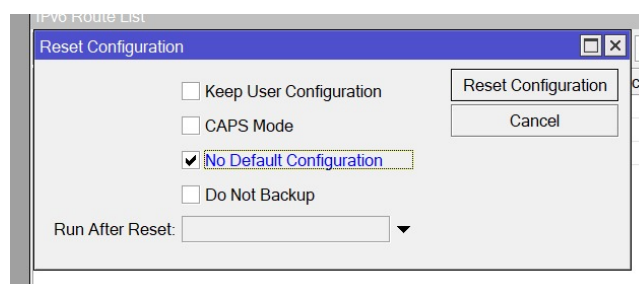 IPv6 Route List
Reset Configuration
Keep User Configuration
Reset Configuration
CAPS Mode
Cancel
No Default Configuration
Do Not Backup
Run After Reset: